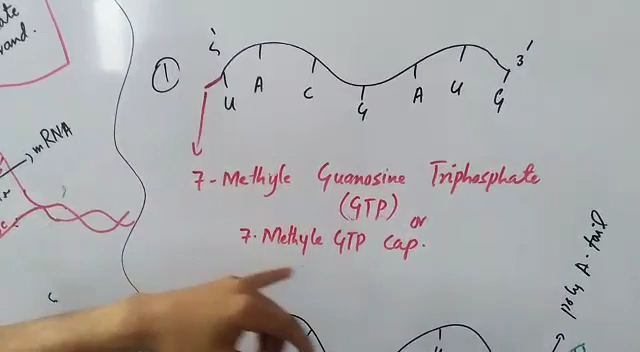 ate
rand.
mRNA
①
5'
3'
U A C G A U G
7-Methyle Guanosine Triphosphate
(GTP)
or
7-Methyle GTP Cap.
poly A-tail